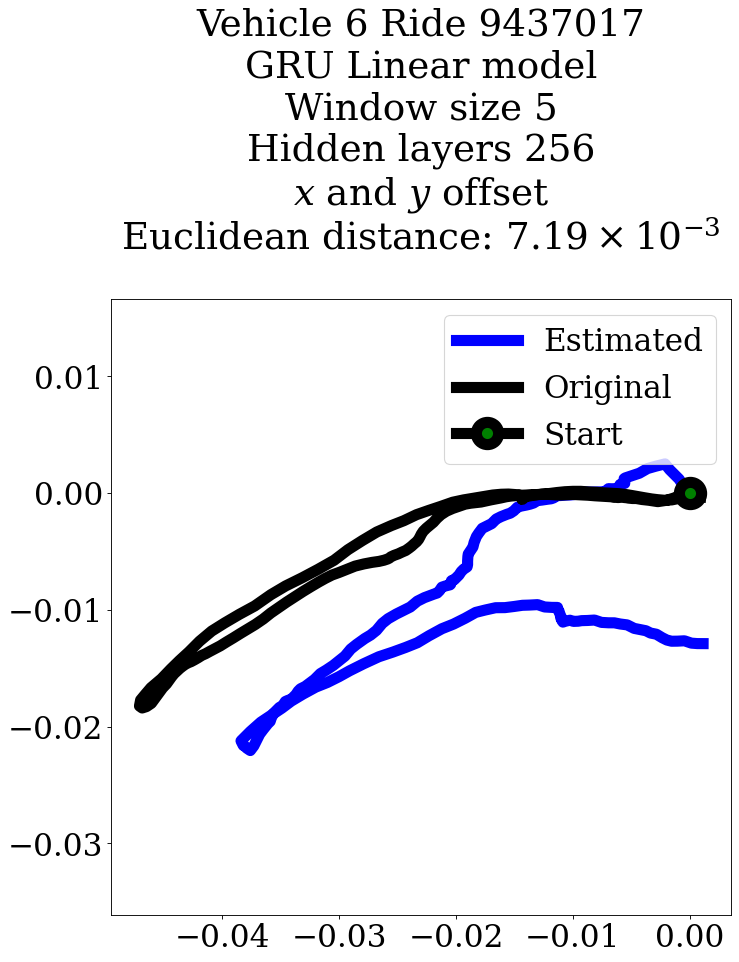 Vehicle 6 Ride 9437017
GRU Linear model
Window size 5
Hidden layers 256
x and y offset
Euclidean distance: 7.19 × 10⁻³
Estimated
Original
Start
0.01
0.00
−0.01
−0.02
−0.03
−0.04 −0.03 −0.02 −0.01 0.00